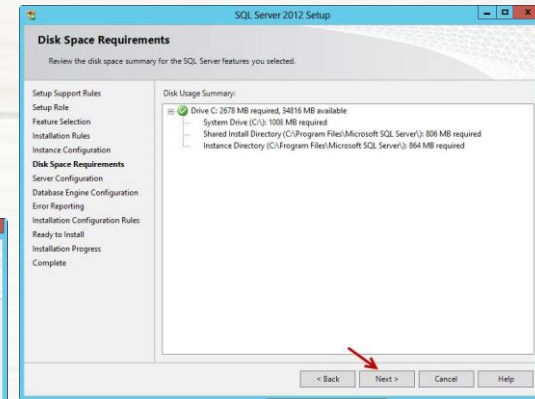 SQL Server 2012 Setup
Disk Space Requirements
Review the disk space summary for the SQL Server features you selected.
Setup Support Rules
Setup Role
Feature Selection
Installation Rules
Instance Configuration
Disk Space Requirements
Server Configuration
Database Engine Configuration
Error Reporting
Installation Configuration Rules
Ready to Install
Installation Progress
Complete
Disk Usage Summary:
Drive C: 2678 MB required, 34816 MB available
System Drive (C:\): 1008 MB required
Shared Install Directory (C:\Program Files\Microsoft SQL Server\): 806 MB required
Instance Directory (C:\Program Files\Microsoft SQL Server\): 864 MB required
< Back
Next >
Cancel
Help